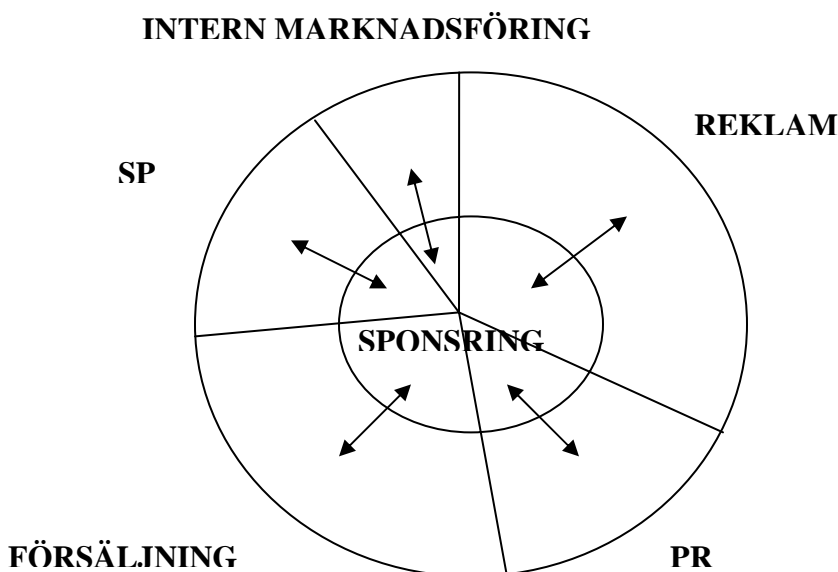 INTERN MARKNADSFÖRING
REKLAM
SP
SPONSRING
FÖRSÄLJNING
PR